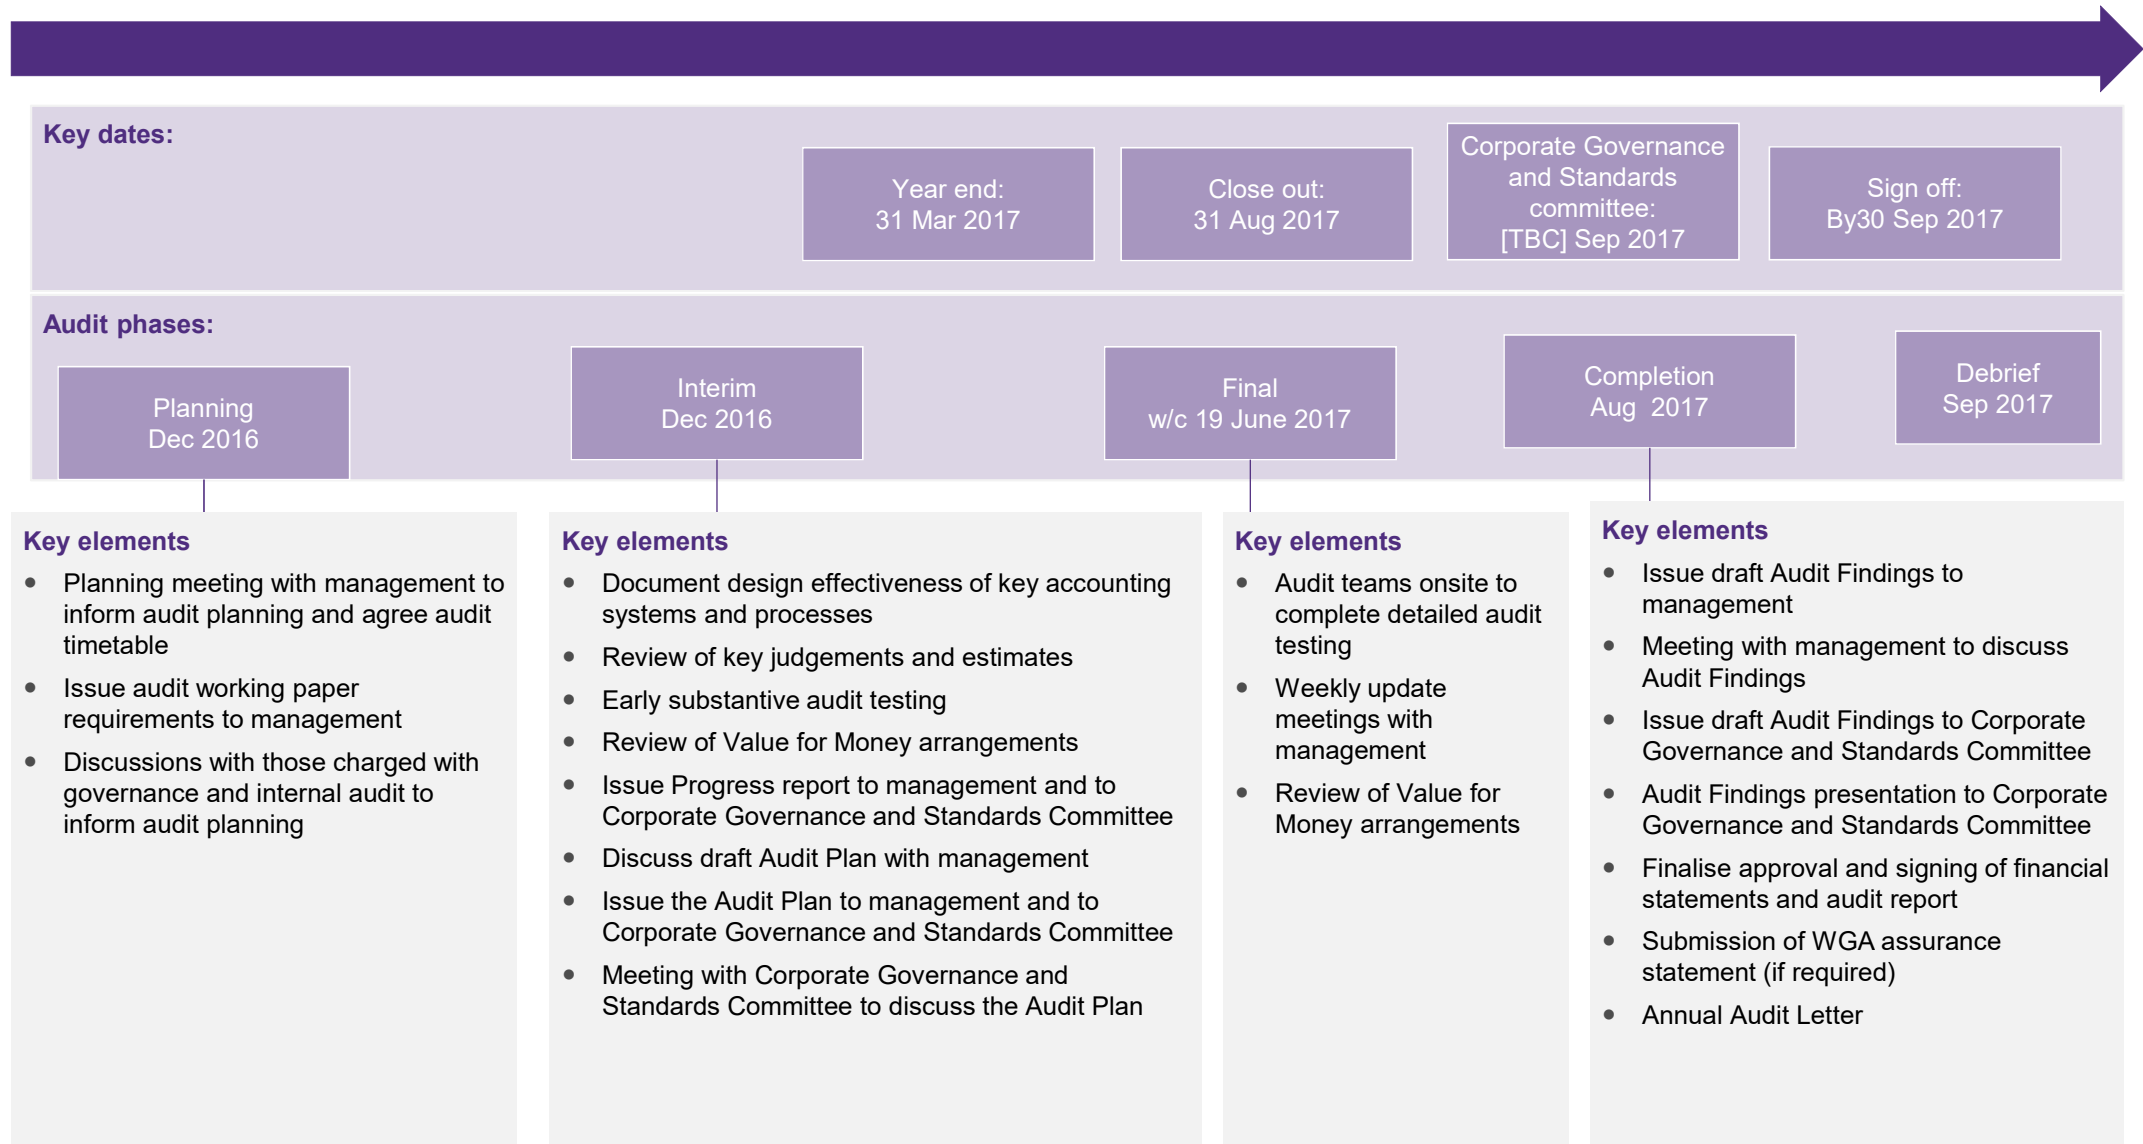 Key dates:
Year end:
31 Mar 2017
Close out:
31 Aug 2017
Corporate Governance
and Standards
committee:
[TBC] Sep 2017
Sign off:
By30 Sep 2017
Audit phases:
Planning
Dec 2016
Interim
Dec 2016
Final
w/c 19 June 2017
Completion
Aug  2017
Debrief
Sep 2017
Key elements
• Planning meeting with management to
inform audit planning and agree audit
timetable
• Issue audit working paper
requirements to management
• Discussions with those charged with
governance and internal audit to
inform audit planning
Key elements
• Document design effectiveness of key accounting
systems and processes
• Review of key judgements and estimates
• Early substantive audit testing
• Review of Value for Money arrangements
• Issue Progress report to management and to
Corporate Governance and Standards Committee
• Discuss draft Audit Plan with management
• Issue the Audit Plan to management and to
Corporate Governance and Standards Committee
• Meeting with Corporate Governance and
Standards Committee to discuss the Audit Plan
Key elements
• Audit teams onsite to
complete detailed audit
testing
• Weekly update
meetings with
management
• Review of Value for
Money arrangements
Key elements
• Issue draft Audit Findings to
management
• Meeting with management to discuss
Audit Findings
• Issue draft Audit Findings to Corporate
Governance and Standards Committee
• Audit Findings presentation to Corporate
Governance and Standards Committee
• Finalise approval and signing of financial
statements and audit report
• Submission of WGA assurance
statement (if required)
• Annual Audit Letter